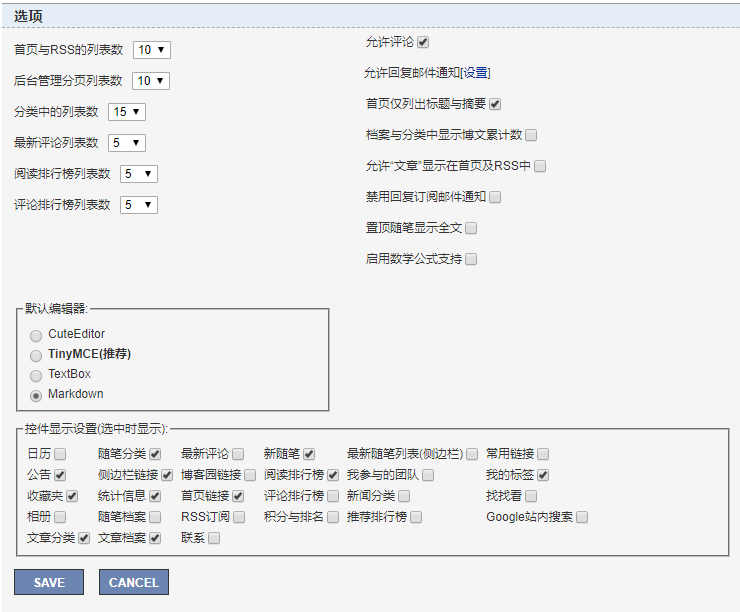 选项
首页与RSS的列表数 10
后台管理分页列表数 10
分类中的列表数 15
最新评论列表数 5
阅读排行榜列表数 5
评论排行榜列表数 5
允许评论
允许回复邮件通知[设置]
首页仅列出标题与摘要
档案与分类中显示博文累计数
允许“文章”显示在首页及RSS中
禁用回复订阅邮件通知
置顶随笔显示全文
启用数学公式支持
默认编辑器:
CuteEditor
TinyMCE(推荐)
TextBox
Markdown
控件显示设置(选中时显示):
日历 随笔分类 最新评论 新随笔 最新随笔列表(侧边栏) 常用链接
公告 侧边栏链接 博客园链接 阅读排行榜 我参与的团队 我的标签
收藏夹 统计信息 首页链接 评论排行榜 新闻分类 找找看
相册 随笔档案 RSS订阅 积分与排名 推荐排行榜 Google站内搜索
文章分类 文章档案 联系
SAVE CANCEL